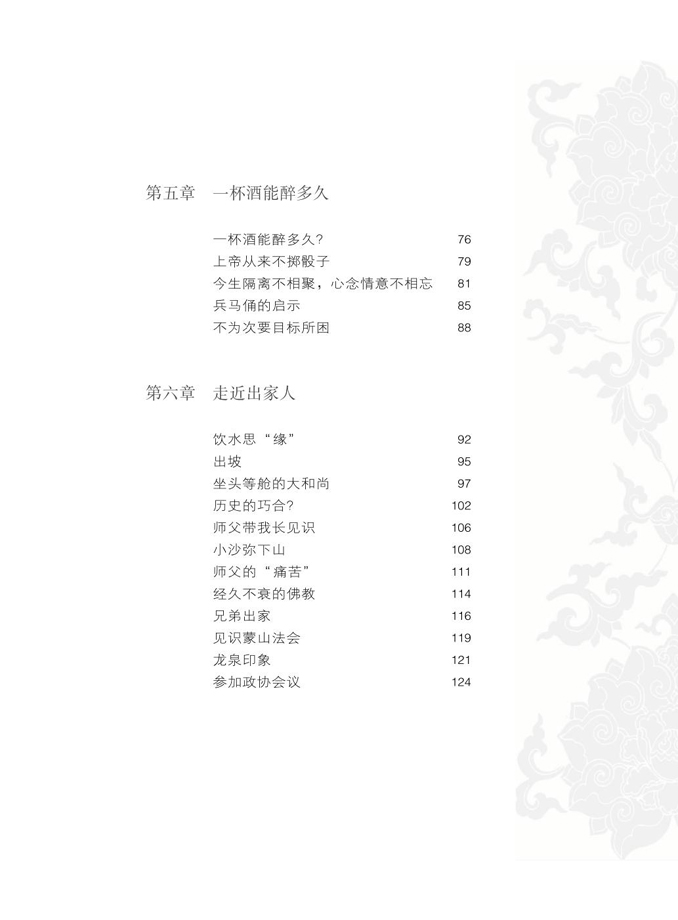 第五章 一杯酒能醉多久
一杯酒能醉多久? 76
上帝从来不掷骰子 79
今生隔离不相聚，心念情意不相忘 81
兵马俑的启示 85
不为次要目标所困 88
第六章 走近出家人
饮水思“缘” 92
出坡 95
坐头等舱的大和尚 97
历史的巧合? 102
师父带我长见识 106
小沙弥下山 108
师父的“痛苦” 111
经久不衰的佛教 114
兄弟出家 116
见识蒙山法会 119
龙泉印象 121
参加政协会议 124